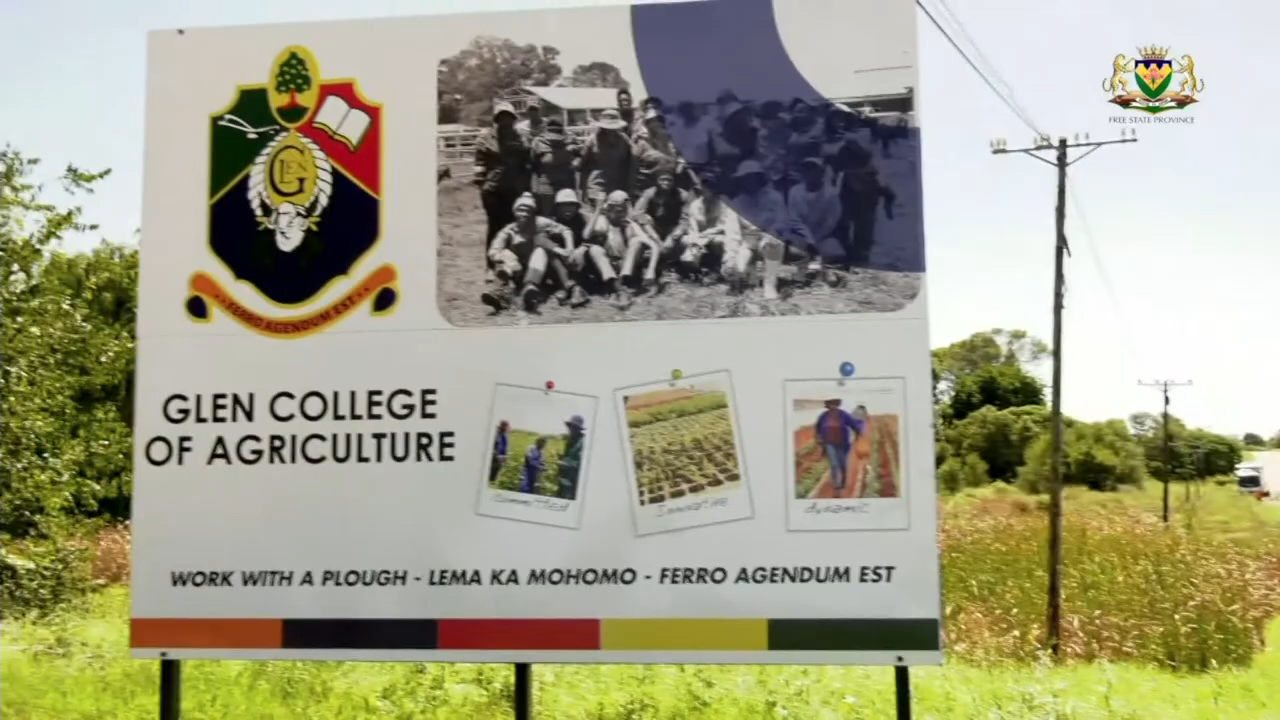 FREE STATE PROVINCE
GLEN
FERRO AGENDUM EST
GLEN COLLEGE
OF AGRICULTURE
Committed
Innovative
dynamic
WORK WITH A PLOUGH - LEMA KA MOHOMO - FERRO AGENDUM EST